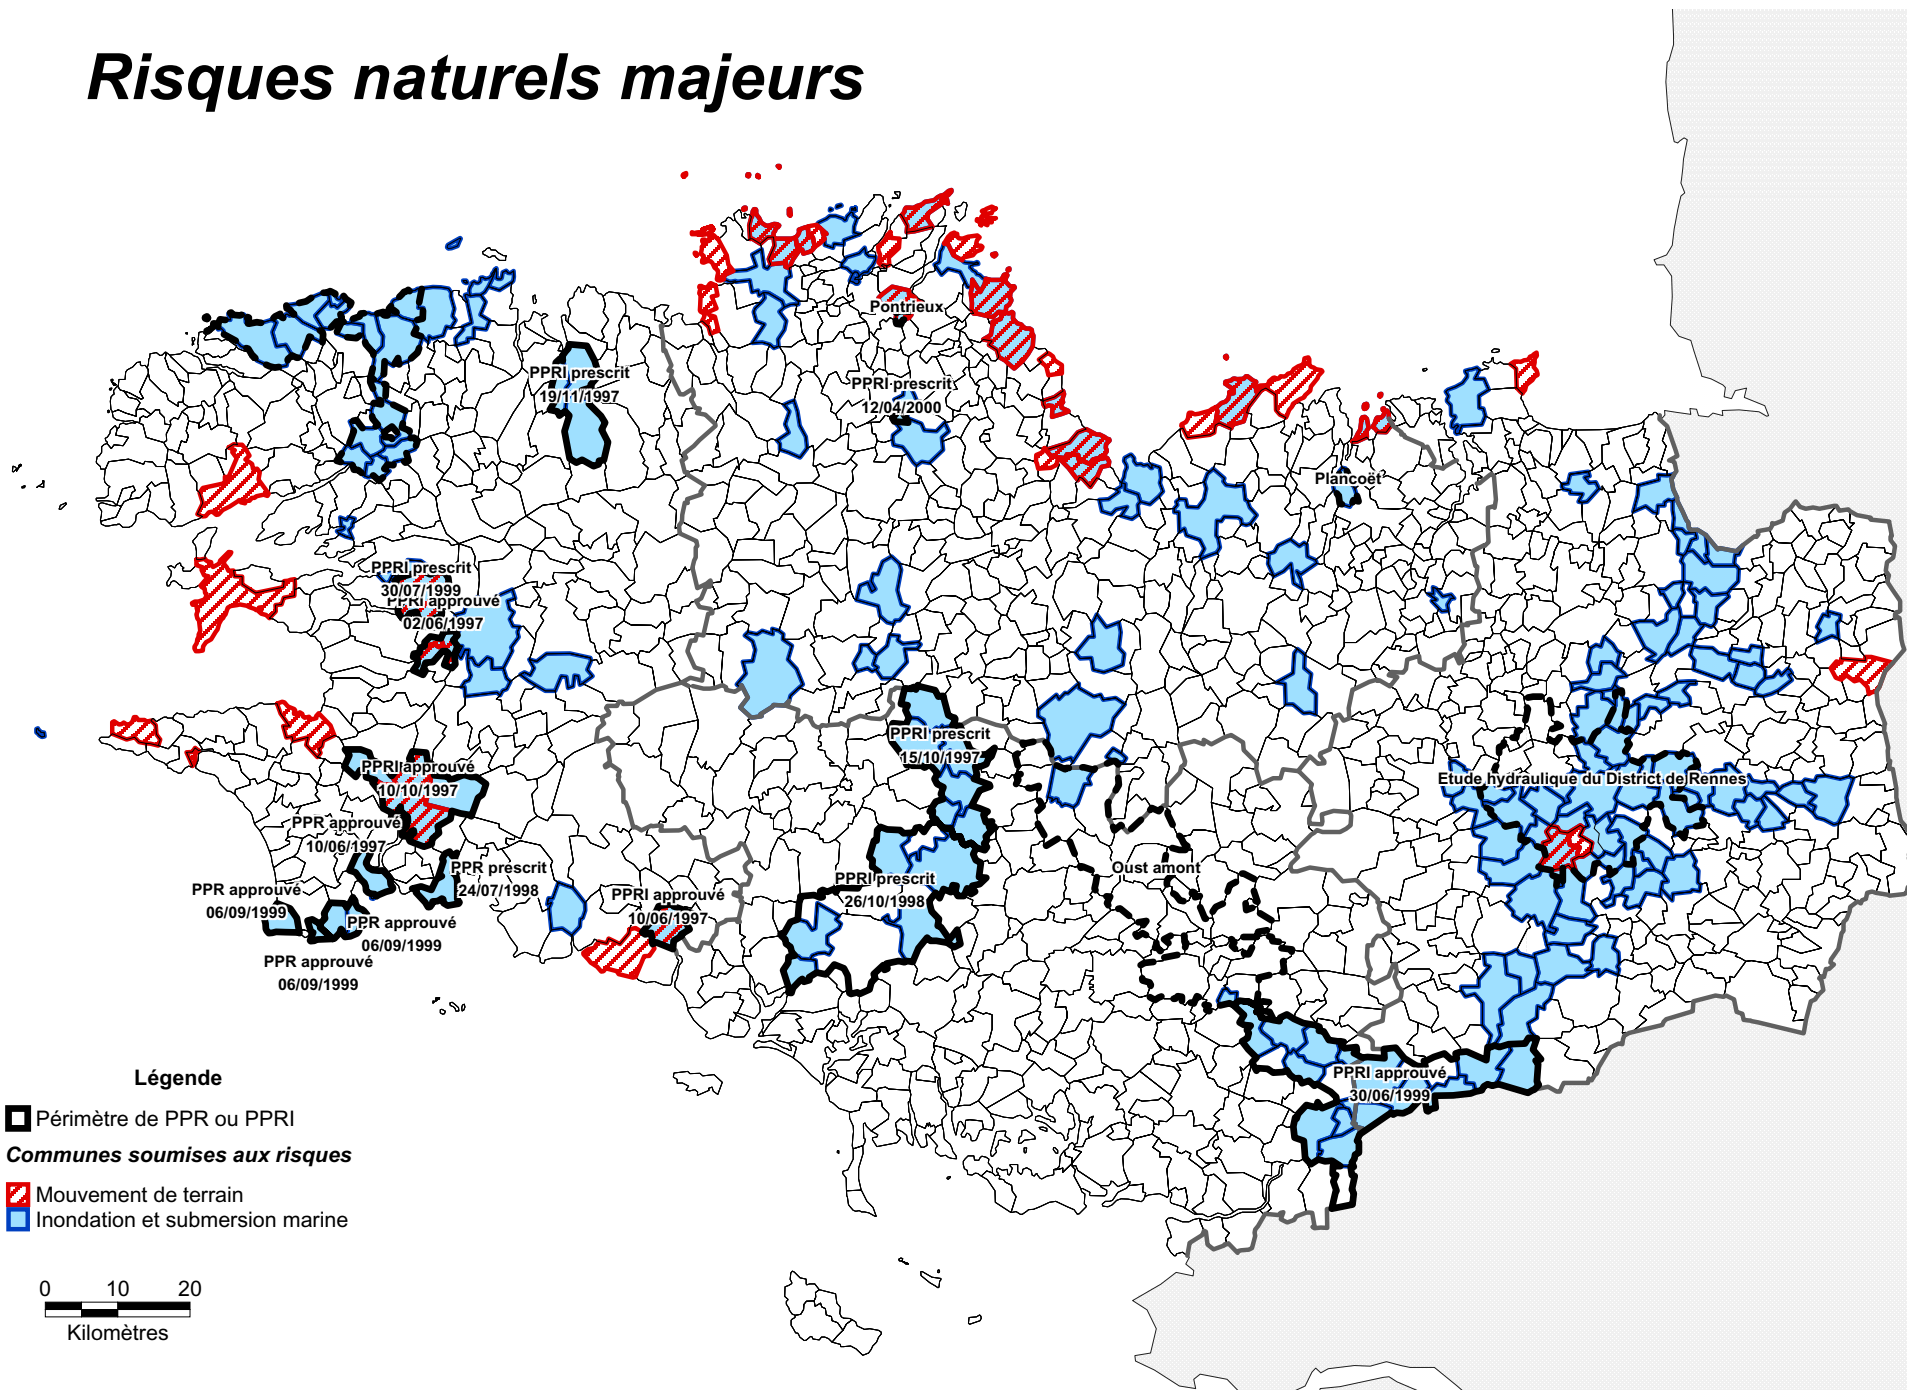 Risques naturels majeurs
Pontrieux
PPRI prescrit
19/11/1997
PPRI prescrit
12/04/2000
Plancoët
PPRI prescrit
30/07/1999
PPRI approuvé
02/06/1997
PPRI prescrit
15/10/1997
PPRI approuvé
10/10/1997
Etude hydraulique du District de Rennes
PPR approuvé
10/06/1997
PPR prescrit
24/07/1998
Oust amont
PPRI prescrit
26/10/1998
PPR approuvé
06/09/1999
PPRI approuvé
10/06/1997
PPR approuvé
06/09/1999
PPR approuvé
06/09/1999
PPRI approuvé
30/06/1999
Légende
Périmètre de PPR ou PPRI
Communes soumises aux risques
Mouvement de terrain
Inondation et submersion marine
0 10 20
Kilomètres